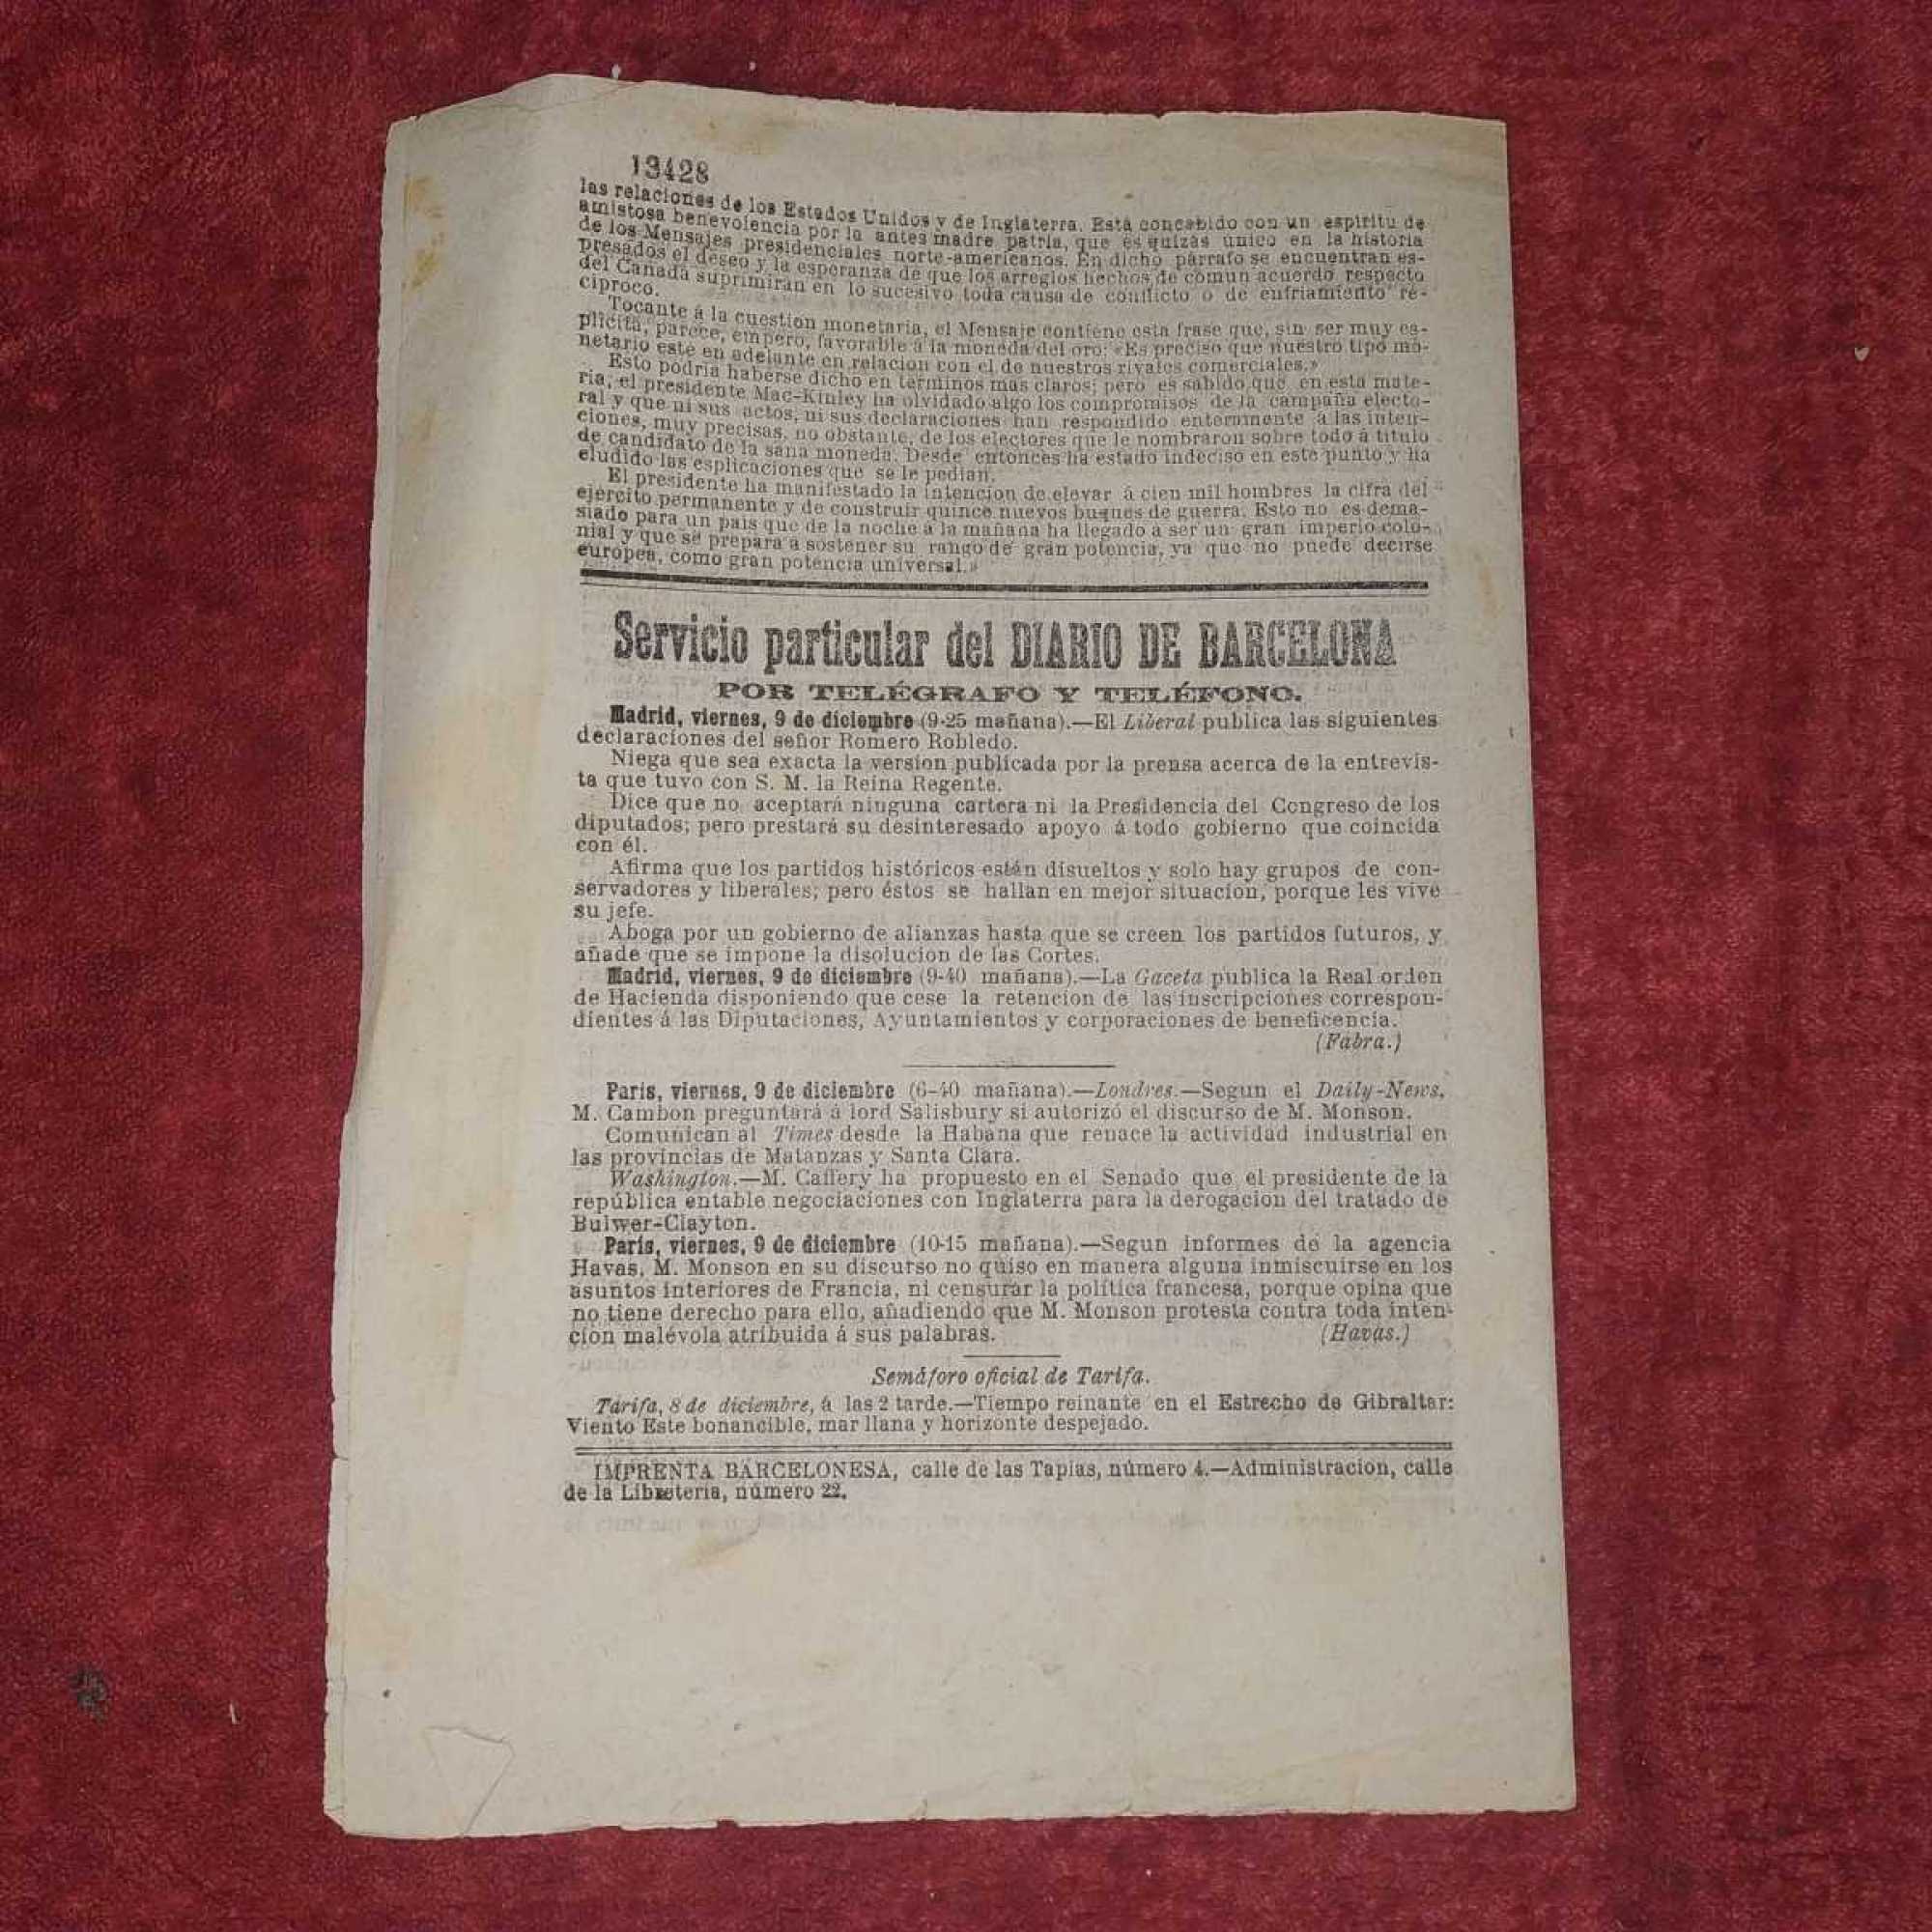 13428
las relaciones de los Estados Unidos y de Inglaterra. Está concebido con un espíritu de
amistosa benevolencia por la antes madre patria, que es quizás único en la historia
de los Mensajes presidenciales norte-americanos. En dicho párrafo se encuentran es-
presados el deseo y la esperanza de que los arreglos hechos de comun acuerdo respecto
del Canadá suprimirán en lo sucesivo toda causa de conflicto o de enfriamiento re-
cíproco.
Tocante á la cuestion monetaria, el Mensaje contiene esta frase que, sin ser muy es-
plícita, parece, empero, favorable á la moneda del oro: «Es preciso que nuestro tipo mo-
netario esté en adelante en relacion con el de nuestros rivales comerciales.»
Esto podria haberse dicho en términos mas claros; pero es sabido que en esta mate-
ria, el presidente Mac-Kinley ha olvidado algo los compromisos de la campaña electo-
ral y que ni sus actos, ni sus declaraciones han respondido enteramente á las inten-
ciones, muy precisas, no obstante, de los electores que le nombraron sobre todo á título
de candidato de la sana moneda. Desde entonces ha estado indeciso en este punto y ha
eludido las esplicaciones que se le pedian.
El presidente ha manifestado la intencion de elevar á cien mil hombres la cifra del
ejército permanente y de construir quince nuevos buques de guerra. Esto no es dema-
siado para un país que de la noche á la mañana ha llegado á ser un gran imperio colo-
nial y que se prepara á sostener su rango de gran potencia, ya que no puede decirse
europea, como gran potencia universal.»
Servicio particular del DIARIO DE BARCELONA
POR TELÉGRAFO Y TELÉFONO.
Madrid, viernes, 9 de diciembre (9-25 mañana).—El Liberal publica las siguientes
declaraciones del señor Romero Robledo.
Niega que sea exacta la version publicada por la prensa acerca de la entrevis-
ta que tuvo con S. M. la Reina Regente.
Dice que no aceptará ninguna cartera ni la Presidencia del Congreso de los
diputados; pero prestará su desinteresado apoyo á todo gobierno que coincida
con él.
Afirma que los partidos históricos están disueltos y solo hay grupos de con-
servadores y liberales; pero éstos se hallan en mejor situacion, porque les vive
su jefe.
Aboga por un gobierno de alianzas hasta que se creen los partidos futuros, y
añade que se impone la disolucion de las Cortes.
Madrid, viernes, 9 de diciembre (9-40 mañana).—La Gaceta publica la Real orden
de Hacienda disponiendo que cese la retencion de las inscripciones correspon-
dientes á las Diputaciones, Ayuntamientos y corporaciones de beneficencia.
(Fabra.)
París, viernes, 9 de diciembre (6-40 mañana).—Londres.—Segun el Daily-News,
M. Cambon preguntará á lord Salisbury si autorizó el discurso de M. Monson.
Comunican al Times desde la Habana que renace la actividad industrial en
las provincias de Matanzas y Santa Clara.
Washington.—M. Caffery ha propuesto en el Senado que el presidente de la
república entable negociaciones con Inglaterra para la derogacion del tratado de
Bulwer-Clayton.
París, viernes, 9 de diciembre (10-15 mañana).—Segun informes de la agencia
Havas, M. Monson en su discurso no quiso en manera alguna inmiscuirse en los
asuntos interiores de Francia, ni censurar la política francesa, porque opina que
no tiene derecho para ello, añadiendo que M. Monson protesta contra toda inten-
cion malévola atribuida á sus palabras. (Havas.)
Semáforo oficial de Tarifa.
Tarifa, 8 de diciembre, á las 2 tarde.—Tiempo reinante en el Estrecho de Gibraltar:
Viento Este bonancible, mar llana y horizonte despejado.
IMPRENTA BARCELONESA, calle de las Tapias, número 4.—Administracion, calle
de la Libretería, número 22.